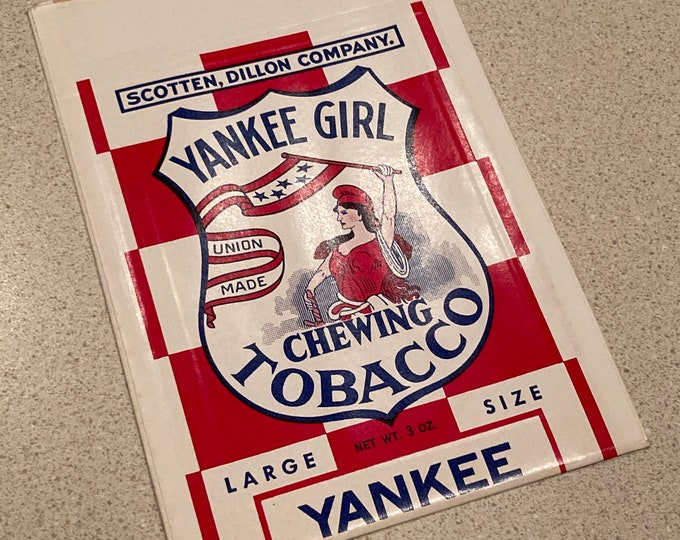 SCOTTEN, DILLON COMPANY.
YANKEE GIRL
UNION
MADE
CHEWING
TOBACCO
NET WT. 3 OZ.
LARGE SIZE
YANKEE